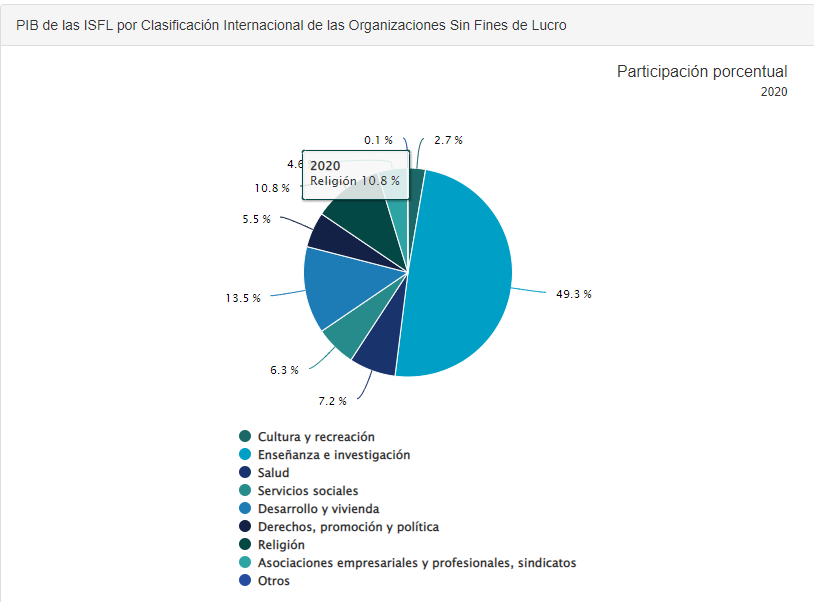 PIB de las ISFL por Clasificación Internacional de las Organizaciones Sin Fines de Lucro
Participación porcentual
2020
0.1 %
2.7 %
4.6
2020
Religión 10.8 %
10.8 %
5.5 %
13.5 %
49.3 %
6.3 %
7.2 %
Cultura y recreación
Enseñanza e investigación
Salud
Servicios sociales
Desarrollo y vivienda
Derechos, promoción y política
Religión
Asociaciones empresariales y profesionales, sindicatos
Otros